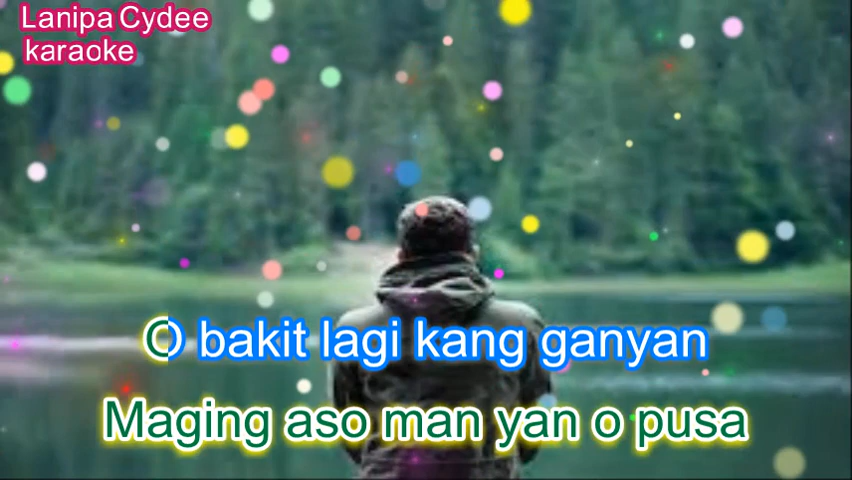 Lanipa Cydee
karaoke
O bakit lagi kang ganyan
Maging aso man yan o pusa